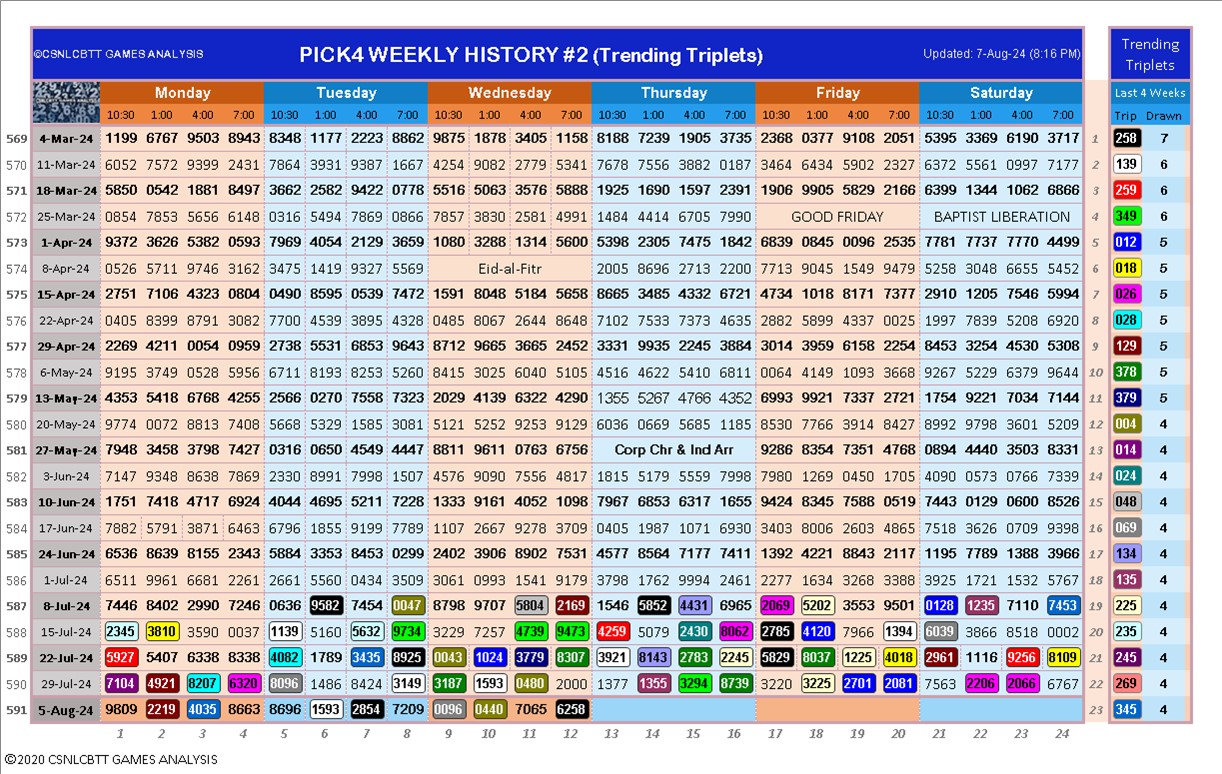 ©CSNLCBTT GAMES ANALYSIS PICK4 WEEKLY HISTORY #2 (Trending Triplets) Updated: 7-Aug-24 (8:16 PM) Trending Triplets
Monday Tuesday Wednesday Thursday Friday Saturday Last 4 Weeks
10:30 1:00 4:00 7:00 10:30 1:00 4:00 7:00 10:30 1:00 4:00 7:00 10:30 1:00 4:00 7:00 10:30 1:00 4:00 7:00 10:30 1:00 4:00 7:00 Trip Drawn
569 4-Mar-24 1199 6767 9503 8943 8348 1177 2223 8862 9875 1878 3405 1158 8188 7239 1905 3735 2368 0377 9108 2051 5395 3369 6190 3717 1 258 7
570 11-Mar-24 6052 7572 9399 2431 7864 3931 9387 1667 4254 9082 2779 5341 7678 7556 3880 0187 3464 6434 5902 2327 6372 5561 0997 7177 2 139 6
571 18-Mar-24 5850 0542 1881 8497 3662 2582 9422 0778 5516 5063 3576 5888 1925 1690 1597 2391 1906 9905 5829 2166 6399 1344 1062 6866 3 259 6
572 25-Mar-24 0854 7853 5656 6148 0316 5494 7869 0866 7857 3830 2581 4991 1484 4414 6705 7990 GOOD FRIDAY BAPTIST LIBERATION 4 349 6
573 1-Apr-24 9372 3626 5382 0593 7969 4054 2129 3659 1080 3288 1314 5600 5398 2305 7475 1842 6839 0845 0096 2535 7781 7737 7770 4499 5 012 5
574 8-Apr-24 0526 5711 9746 3162 3475 1419 9327 5569 Eid-al-Fitr 2005 8696 2713 2200 7713 9045 1549 9479 5258 3048 6655 5452 6 018 5
575 15-Apr-24 2751 7106 4323 0804 0490 8595 0539 7472 1591 8048 5184 5658 8665 3485 4332 6721 4734 1018 8171 7377 2910 1205 7546 5994 7 026 5
576 22-Apr-24 0405 8399 8791 3082 7700 4539 3895 4328 0485 8067 2644 8648 7102 7533 7373 4635 2882 5899 4337 0025 1997 7839 5208 6920 8 028 5
577 29-Apr-24 2269 4211 0054 0959 2738 5531 6853 9643 8712 9665 3665 2452 3331 9935 2245 3884 3014 3959 6158 2254 8453 3254 4530 5308 9 129 5
578 6-May-24 9195 3749 0528 5956 6711 8193 8253 5260 8415 3025 6040 5105 4516 4622 5410 6811 0064 4149 1093 3668 9267 5229 6379 9644 10 378 5
579 13-May-24 4353 5418 6768 4255 2566 0270 7558 7323 2029 4139 6322 4290 1355 5267 4766 4352 6993 9921 7337 2721 1754 9221 7034 7144 11 379 5
580 20-May-24 9774 0072 8813 7408 5668 5329 1585 3081 5121 5252 9253 9129 6036 0669 5685 1185 8530 7766 3914 8427 8992 9798 3601 5209 12 004 4
581 27-May-24 7948 3458 3798 7427 0316 0650 4549 4447 8811 9611 0763 6756 Corp Chr & Ind Arr 9286 8354 7351 4768 0894 4440 3503 8331 13 014 4
582 3-Jun-24 7147 9348 8638 7869 2330 8991 7998 1507 4576 9090 7556 4817 1815 5179 5559 7998 7980 1269 0450 1705 4090 0573 0766 7339 14 024 4
583 10-Jun-24 1751 7418 4717 6924 4044 4695 5211 7228 1333 9161 4052 1098 7967 6853 6317 1655 9424 8345 7588 0519 7443 0129 0600 8526 15 048 4
584 17-Jun-24 7882 5791 3871 6463 6796 1855 9199 7789 1107 2667 9278 3709 0405 1987 1071 6930 3403 8006 2603 4865 7518 3626 0709 9398 16 069 4
585 24-Jun-24 6536 8639 8155 2343 5884 3353 8453 0299 2402 3906 8902 7531 4577 8564 7177 7411 1392 4221 8843 2117 1195 7789 1388 3966 17 134 4
586 1-Jul-24 6511 9961 6681 2261 2661 5560 0434 3509 3061 0993 1541 9179 3798 1762 9994 2461 2277 1634 3268 3388 3925 1721 1532 5767 18 135 4
587 8-Jul-24 7446 8402 2990 7246 0636 9582 7454 0047 8798 9707 5804 2169 1546 5852 4431 6965 2069 5202 3553 9501 0128 1235 7110 7453 19 225 4
588 15-Jul-24 2345 3810 3590 0037 1139 5160 5632 9734 3229 7257 4739 9473 4259 5079 2430 8062 2785 4120 7966 1394 6039 3866 8518 0002 20 235 4
589 22-Jul-24 5927 5407 6338 8338 4082 1789 3435 8925 0043 1024 3779 8307 3921 8143 2783 2245 5829 8037 1225 4018 2961 1116 9256 8109 21 245 4
590 29-Jul-24 7104 4921 8207 6320 8096 1486 8424 3149 3187 1593 0480 2000 1377 1355 3294 8739 3220 3225 2701 2081 7563 2206 2066 6767 22 269 4
591 5-Aug-24 9809 2219 4035 8663 8696 1593 2854 7209 0096 0440 7065 6258 23 345 4
1 2 3 4 5 6 7 8 9 10 11 12 13 14 15 16 17 18 19 20 21 22 23 24
©2020 CSNLCBTT GAMES ANALYSIS